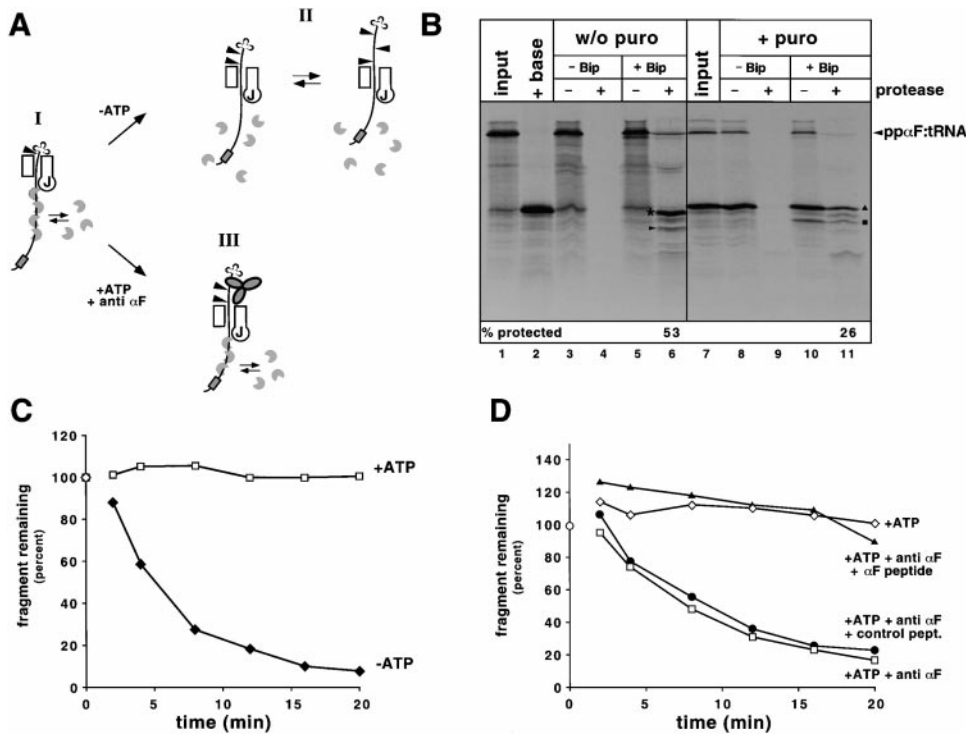 A
I
II
-ATP
J
J
J
+ATP
+ anti αF
III
J
B
input
+ base
w/o puro
input
+ puro
- Bip
+ Bip
- Bip
+ Bip
- + - + - + - +
protease
ppαF:tRNA
*
% protected 53 26
1 2 3 4 5 6 7 8 9 10 11
C
fragment remaining
(percent)
120
100
80
60
40
20
0
0 5 10 15 20
time (min)
+ATP
-ATP
D
fragment remaining
(percent)
140
120
100
80
60
40
20
0
0 5 10 15 20
time (min)
+ATP
+ATP + anti αF
+ αF peptide
+ATP + anti αF
+ control pept.
+ATP + anti αF